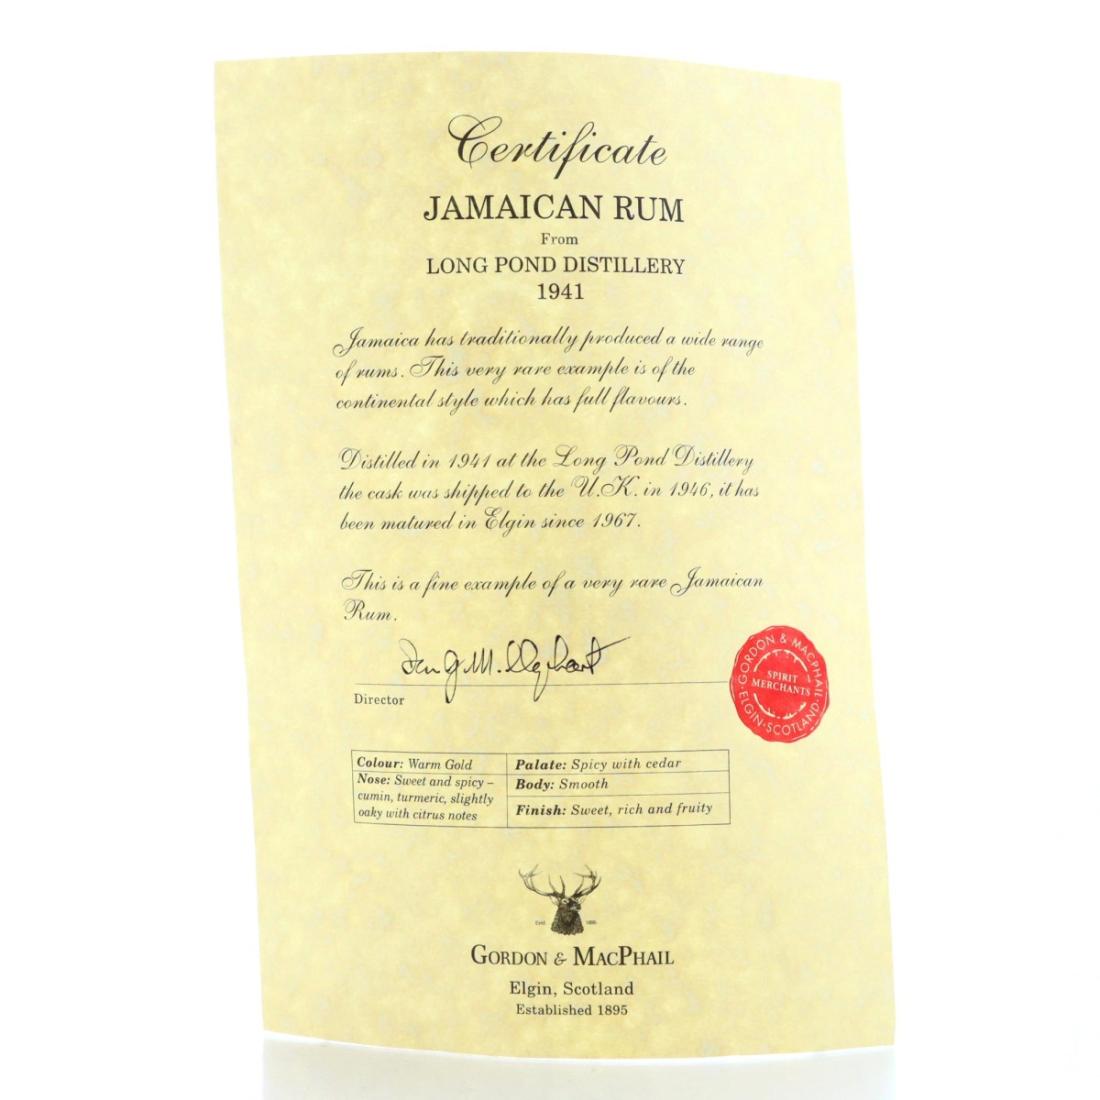 Certificate
JAMAICAN RUM
From
LONG POND DISTILLERY
1941
Jamaica has traditionally produced a wide range
of rums. This very rare example is of the
continental style which has full flavours.
Distilled in 1941 at the Long Pond Distillery
the cask was shipped to the U.K. in 1946, it has
been matured in Elgin since 1967.
This is a fine example of a very rare Jamaican
Rum.
Director
GORDON & MACPHAIL
SPIRIT
MERCHANTS
ELGIN · SCOTLAND
Colour: Warm Gold
Nose: Sweet and spicy –
cumin, turmeric, slightly
oaky with citrus notes
Palate: Spicy with cedar
Body: Smooth
Finish: Sweet, rich and fruity
Estd. 1895
GORDON & MACPHAIL
Elgin, Scotland
Established 1895